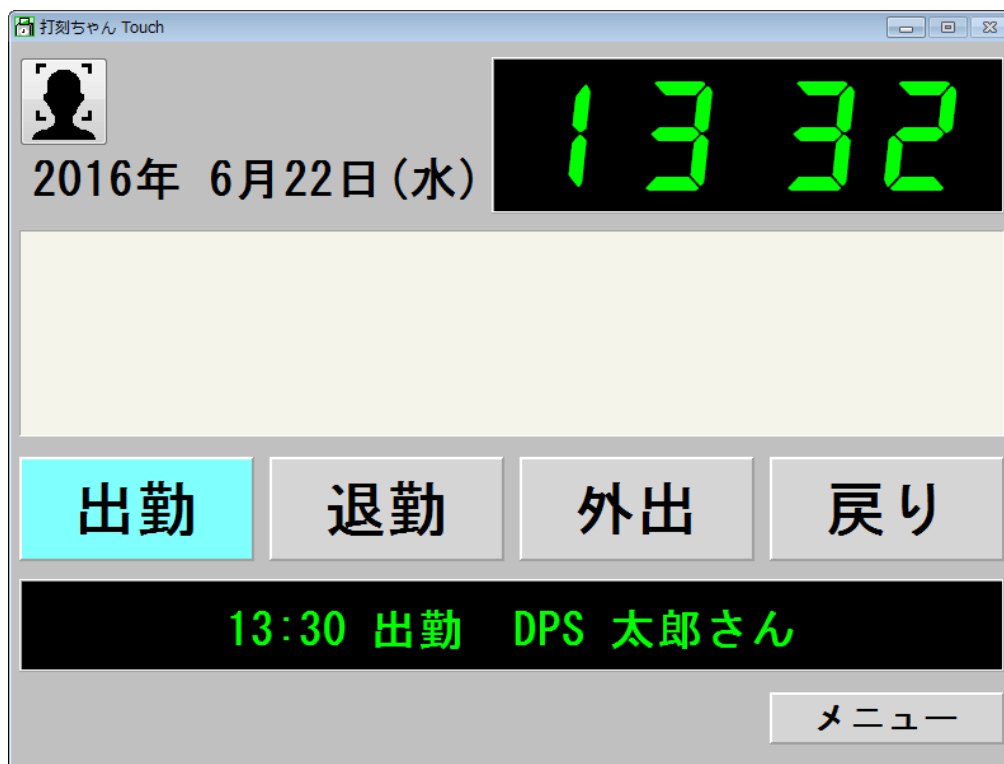 打刻ちゃん Touch
13 32
2016年 6月22日(水)
出勤 退勤 外出 戻り
13:30 出勤 DPS 太郎さん
メニュー